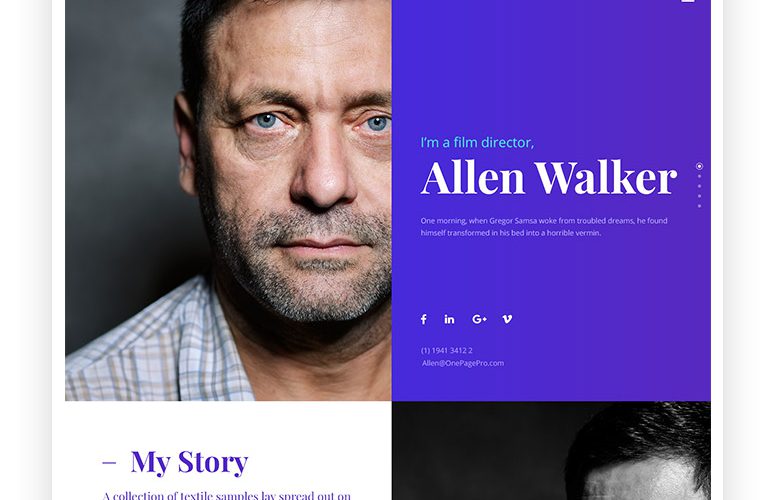 I'm a film director,
Allen Walker
One morning, when Gregor Samsa woke from troubled dreams, he found
himself transformed in his bed into a horrible vermin.
(1) 1941 3412 2
Allen@OnePagePro.com
My Story
A collection of textile samples lay spread out on